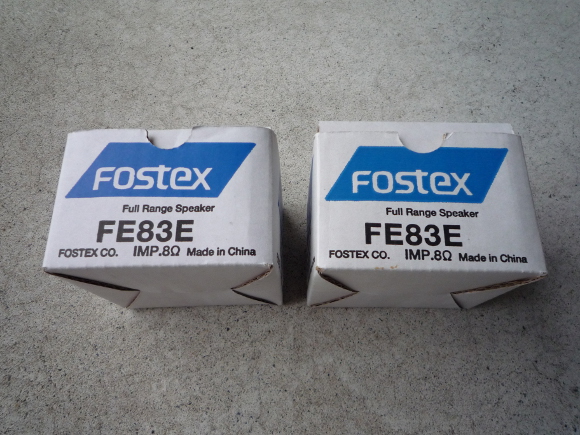 Fostex
Full Range Speaker
FE83E
FOSTEX CO. IMP.8Ω Made in China
Fostex
Full Range Speaker
FE83E
FOSTEX CO. IMP.8Ω Made in China